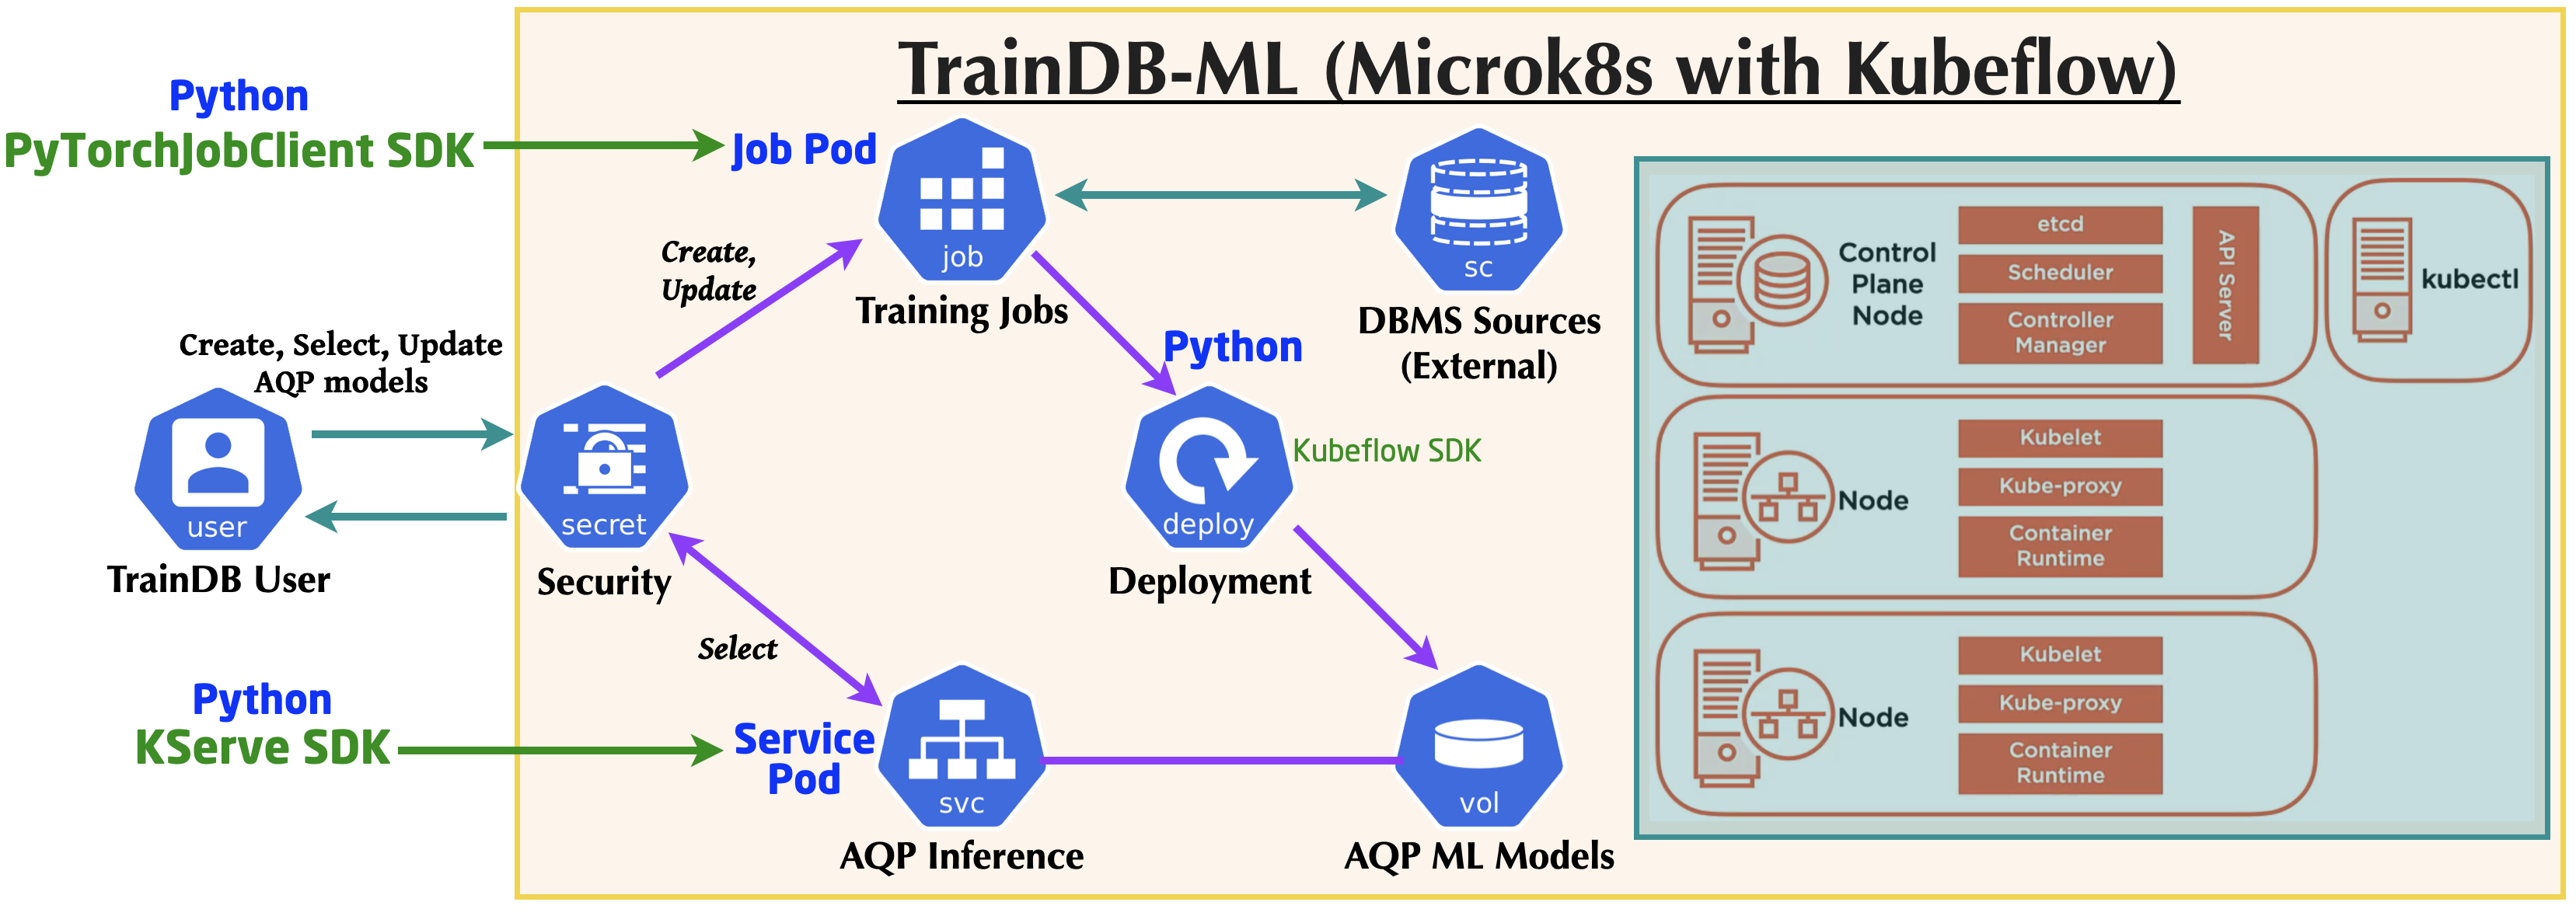 TrainDB-ML (Microk8s with Kubeflow)
Python
PyTorchJobClient SDK
Job Pod
job
Training Jobs
sc
DBMS Sources
(External)
Create,
Update
Create, Select, Update
AQP models
user
TrainDB User
secret
Security
Python
Kubeflow SDK
deploy
Deployment
Select
Python
KServe SDK
Service
Pod
svc
AQP Inference
vol
AQP ML Models
Control
Plane
Node
etcd
Scheduler
Controller
Manager
API Server
kubectl
Node
Kubelet
Kube-proxy
Container
Runtime
Node
Kubelet
Kube-proxy
Container
Runtime